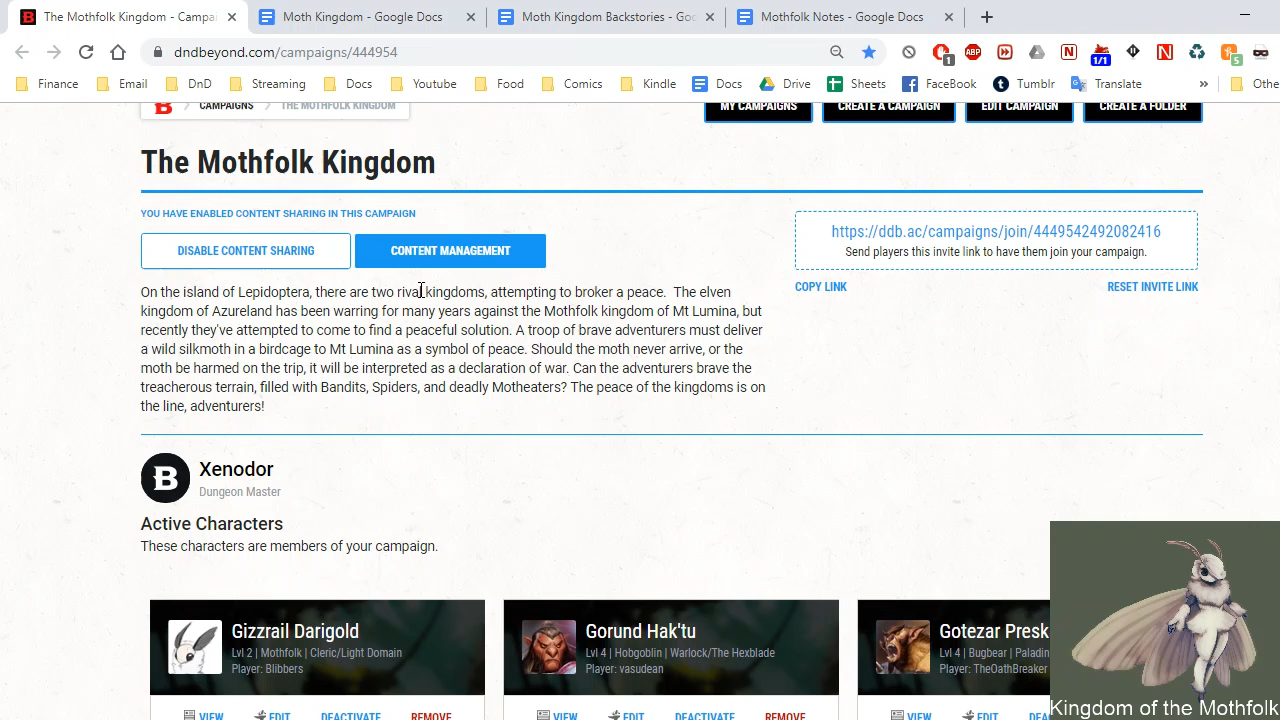 The Mothfolk Kingdom - Campai
Moth Kingdom - Google Docs
Moth Kingdom Backstories - Goo
Mothfolk Notes - Google Docs
dndbeyond.com/campaigns/444954
ABP
1
1/1
5
Finance
Email
DnD
Streaming
Docs
Youtube
Food
Comics
Kindle
Docs
Drive
Sheets
FaceBook
Tumblr
Translate
»
Othe
CAMPAIGNS
THE MOTHFOLK KINGDOM
MY CAMPAIGNS
CREATE A CAMPAIGN
EDIT CAMPAIGN
CREATE A FOLDER
The Mothfolk Kingdom
YOU HAVE ENABLED CONTENT SHARING IN THIS CAMPAIGN
DISABLE CONTENT SHARING
CONTENT MANAGEMENT
https://ddb.ac/campaigns/join/4449542492082416
Send players this invite link to have them join your campaign.
COPY LINK
RESET INVITE LINK
On the island of Lepidoptera, there are two rival kingdoms, attempting to broker a peace. The elven
kingdom of Azureland has been warring for many years against the Mothfolk kingdom of Mt Lumina, but
recently they've attempted to come to find a peaceful solution. A troop of brave adventurers must deliver
a wild silkmoth in a birdcage to Mt Lumina as a symbol of peace. Should the moth never arrive, or the
moth be harmed on the trip, it will be interpreted as a declaration of war. Can the adventurers brave the
treacherous terrain, filled with Bandits, Spiders, and deadly Motheaters? The peace of the kingdoms is on
the line, adventurers!
Xenodor
Dungeon Master
Active Characters
These characters are members of your campaign.
Gizzrail Darigold
Lvl 2 | Mothfolk | Cleric/Light Domain
Player: Blibbers
VIEW
EDIT
DEACTIVATE
REMOVE
Gorund Hak'tu
Lvl 4 | Hobgoblin | Warlock/The Hexblade
Player: vasudean
VIEW
EDIT
DEACTIVATE
REMOVE
Gotezar Presk
Lvl 4 | Bugbear | Paladin
Player: TheOathBreaker
VIEW
EDIT
DEA
Kingdom of the Mothfolk